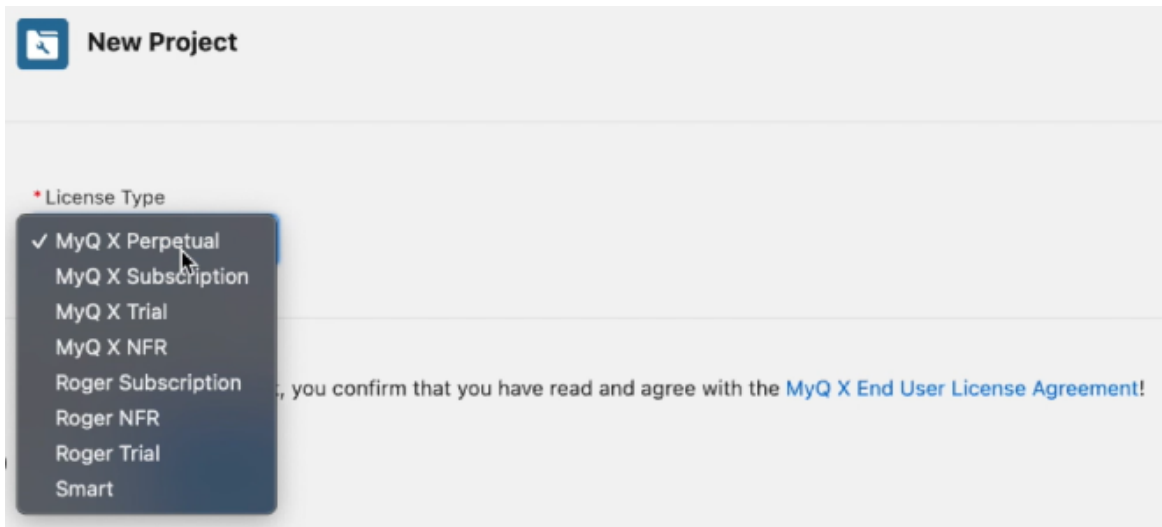 New Project
*License Type
✓ MyQ X Perpetual
MyQ X Subscription
MyQ X Trial
MyQ X NFR
Roger Subscription
, you confirm that you have read and agree with the MyQ X End User License Agreement!
Roger NFR
Roger Trial
Smart